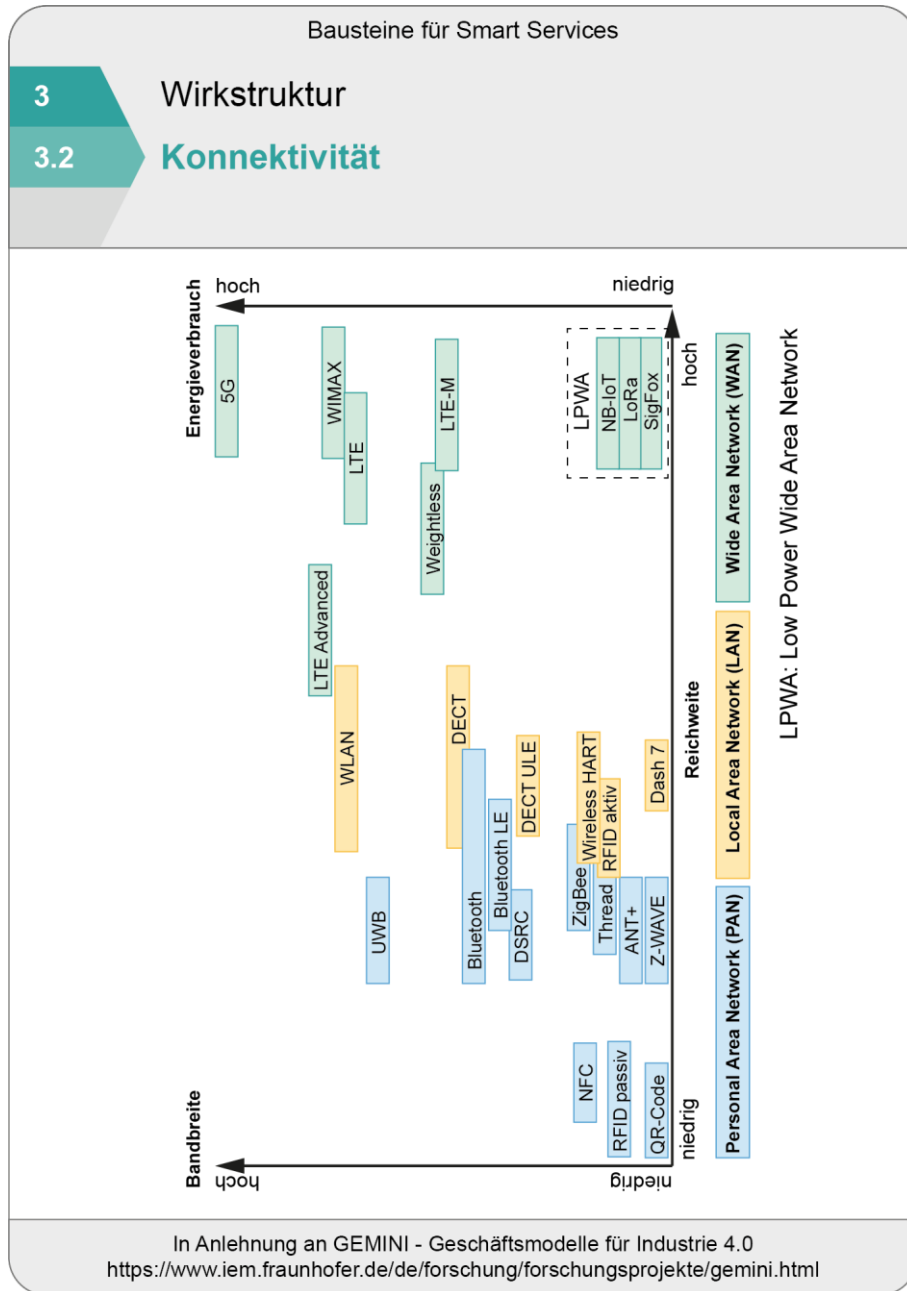 Bausteine für Smart Services
3
Wirkstruktur
3.2
Konnektivität
Energieverbrauch
hoch
niedrig
5G
WIMAX
LTE
LTE-M
Weightless
LPWA
NB-IoT
LoRa
SigFox
hoch
LTE Advanced
WLAN
DECT
DECT ULE
Wireless HART
RFID aktiv
Dash 7
Reichweite
UWB
Bluetooth
Bluetooth LE
DSRC
ZigBee
Thread
ANT+
Z-WAVE
NFC
RFID passiv
QR-Code
niedrig
Bandbreite
hoch
niedrig
Wide Area Network (WAN)
Local Area Network (LAN)
Personal Area Network (PAN)
LPWA: Low Power Wide Area Network
In Anlehnung an GEMINI - Geschäftsmodelle für Industrie 4.0
https://www.iem.fraunhofer.de/de/forschung/forschungsprojekte/gemini.html